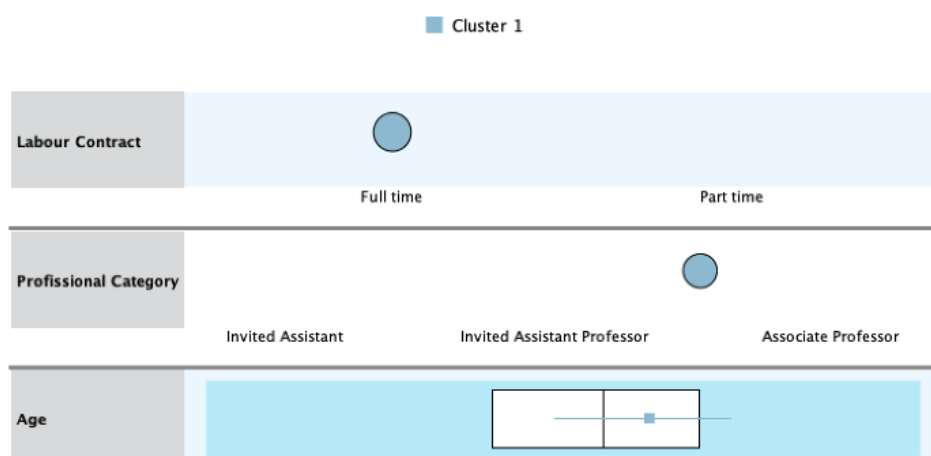 Cluster 1
Labour Contract
Full time Part time
Profissional Category
Invited Assistant Invited Assistant Professor Associate Professor
Age